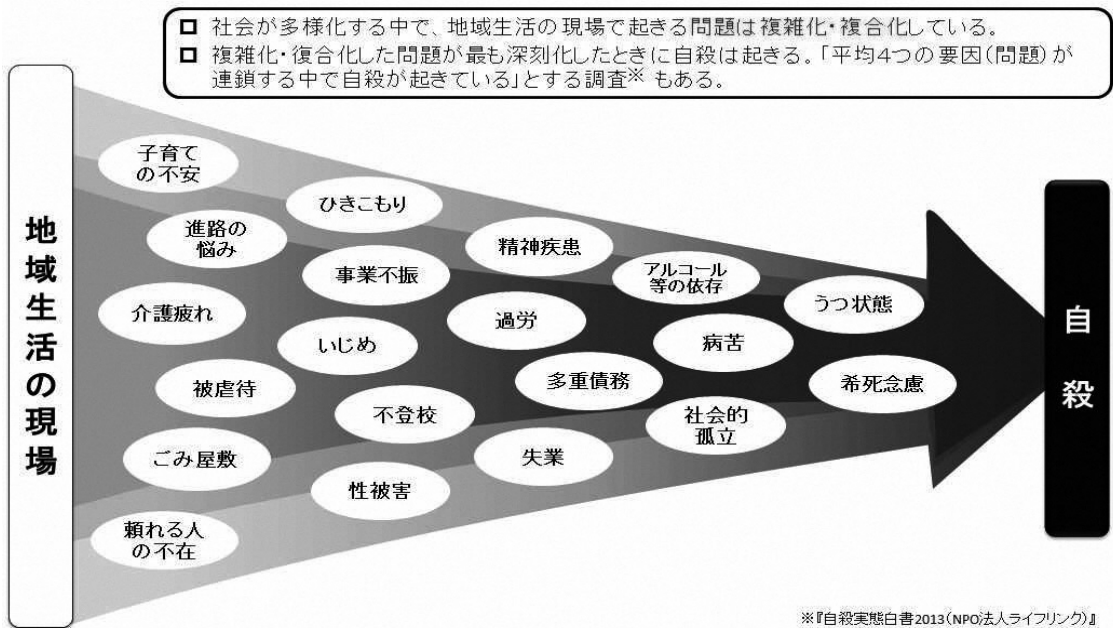 □ 社会が多様化する中で、地域生活の現場で起きる問題は複雑化・複合化している。
□ 複雑化・復合化した問題が最も深刻化したときに自殺は起きる。「平均4つの要因(問題)が
連鎖する中で自殺が起きている」とする調査※ もある。
地域生活の現場
子育て
の不安
ひきこもり
進路の
悩み
精神疾患
事業不振
アルコール
等の依存
うつ状態
介護疲れ
過労
いじめ
病苦
被虐待
多重債務
希死念慮
不登校
社会的
孤立
ごみ屋敷
失業
性被害
頼れる人
の不在
自殺
※『自殺実態白書2013(NPO法人ライフリンク)』